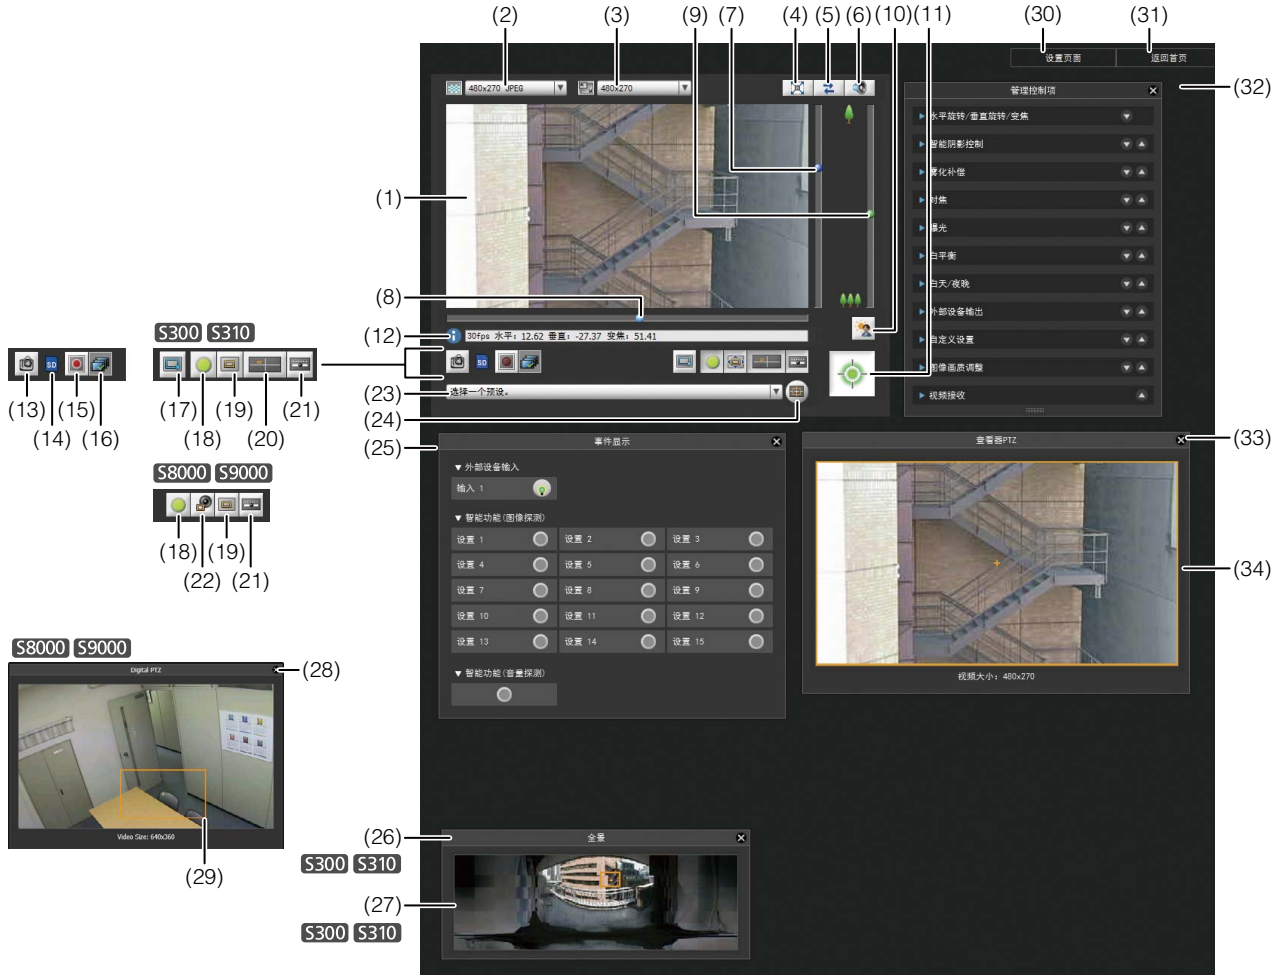 (2)
(3)
(9)
(7)
(4)
(5)
(6)
(10)
(11)
(30)
(31)
设置页面
返回首页
480x270 JPEG
480x270
管理控制项
(32)
水平旋转/垂直旋转/变焦
智能阴影控制
雾化补偿
对焦
曝光
白平衡
白天/夜晚
外部设备输出
自定义设置
图像画质调整
视频接收
(1)
(8)
(12)
30fps 水平: 12.62 垂直: -27.37 变焦: 51.41
S300 S310
SD
SD
(13)
(15)
(14)
(16)
(17)
(19)
(21)
(18)
(20)
(23)
选择一个预设。
(24)
S8000 S9000
(18)
(19)
(22)
(21)
(25)
事件显示
▼ 外部设备输入
输入 1
▼ 智能功能(图像探测)
设置 1
设置 2
设置 3
设置 4
设置 5
设置 6
设置 7
设置 8
设置 9
设置 10
设置 11
设置 12
设置 13
设置 14
设置 15
▼ 智能功能(音量探测)
查看器PTZ
(33)
(34)
视频大小: 480x270
S8000 S9000
Digital PTZ
(28)
Video Size: 640x360
(29)
(26)
S300 S310
全景
(27)
S300 S310